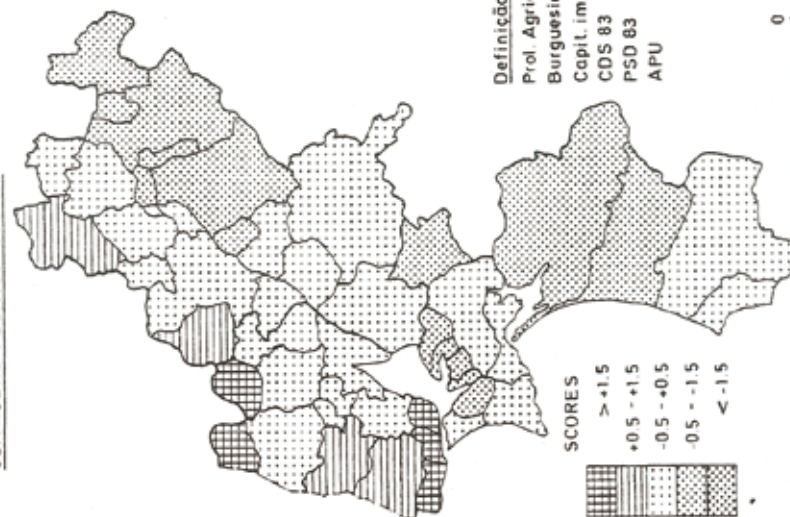 Definição
Prol. Agri
Burguesi
Capit. im
CDS 83
PSD 83
APU
0
SCORES
> +1.5
+0.5 - +1.5
-0.5 - +0.5
-0.5 - -1.5
< -1.5